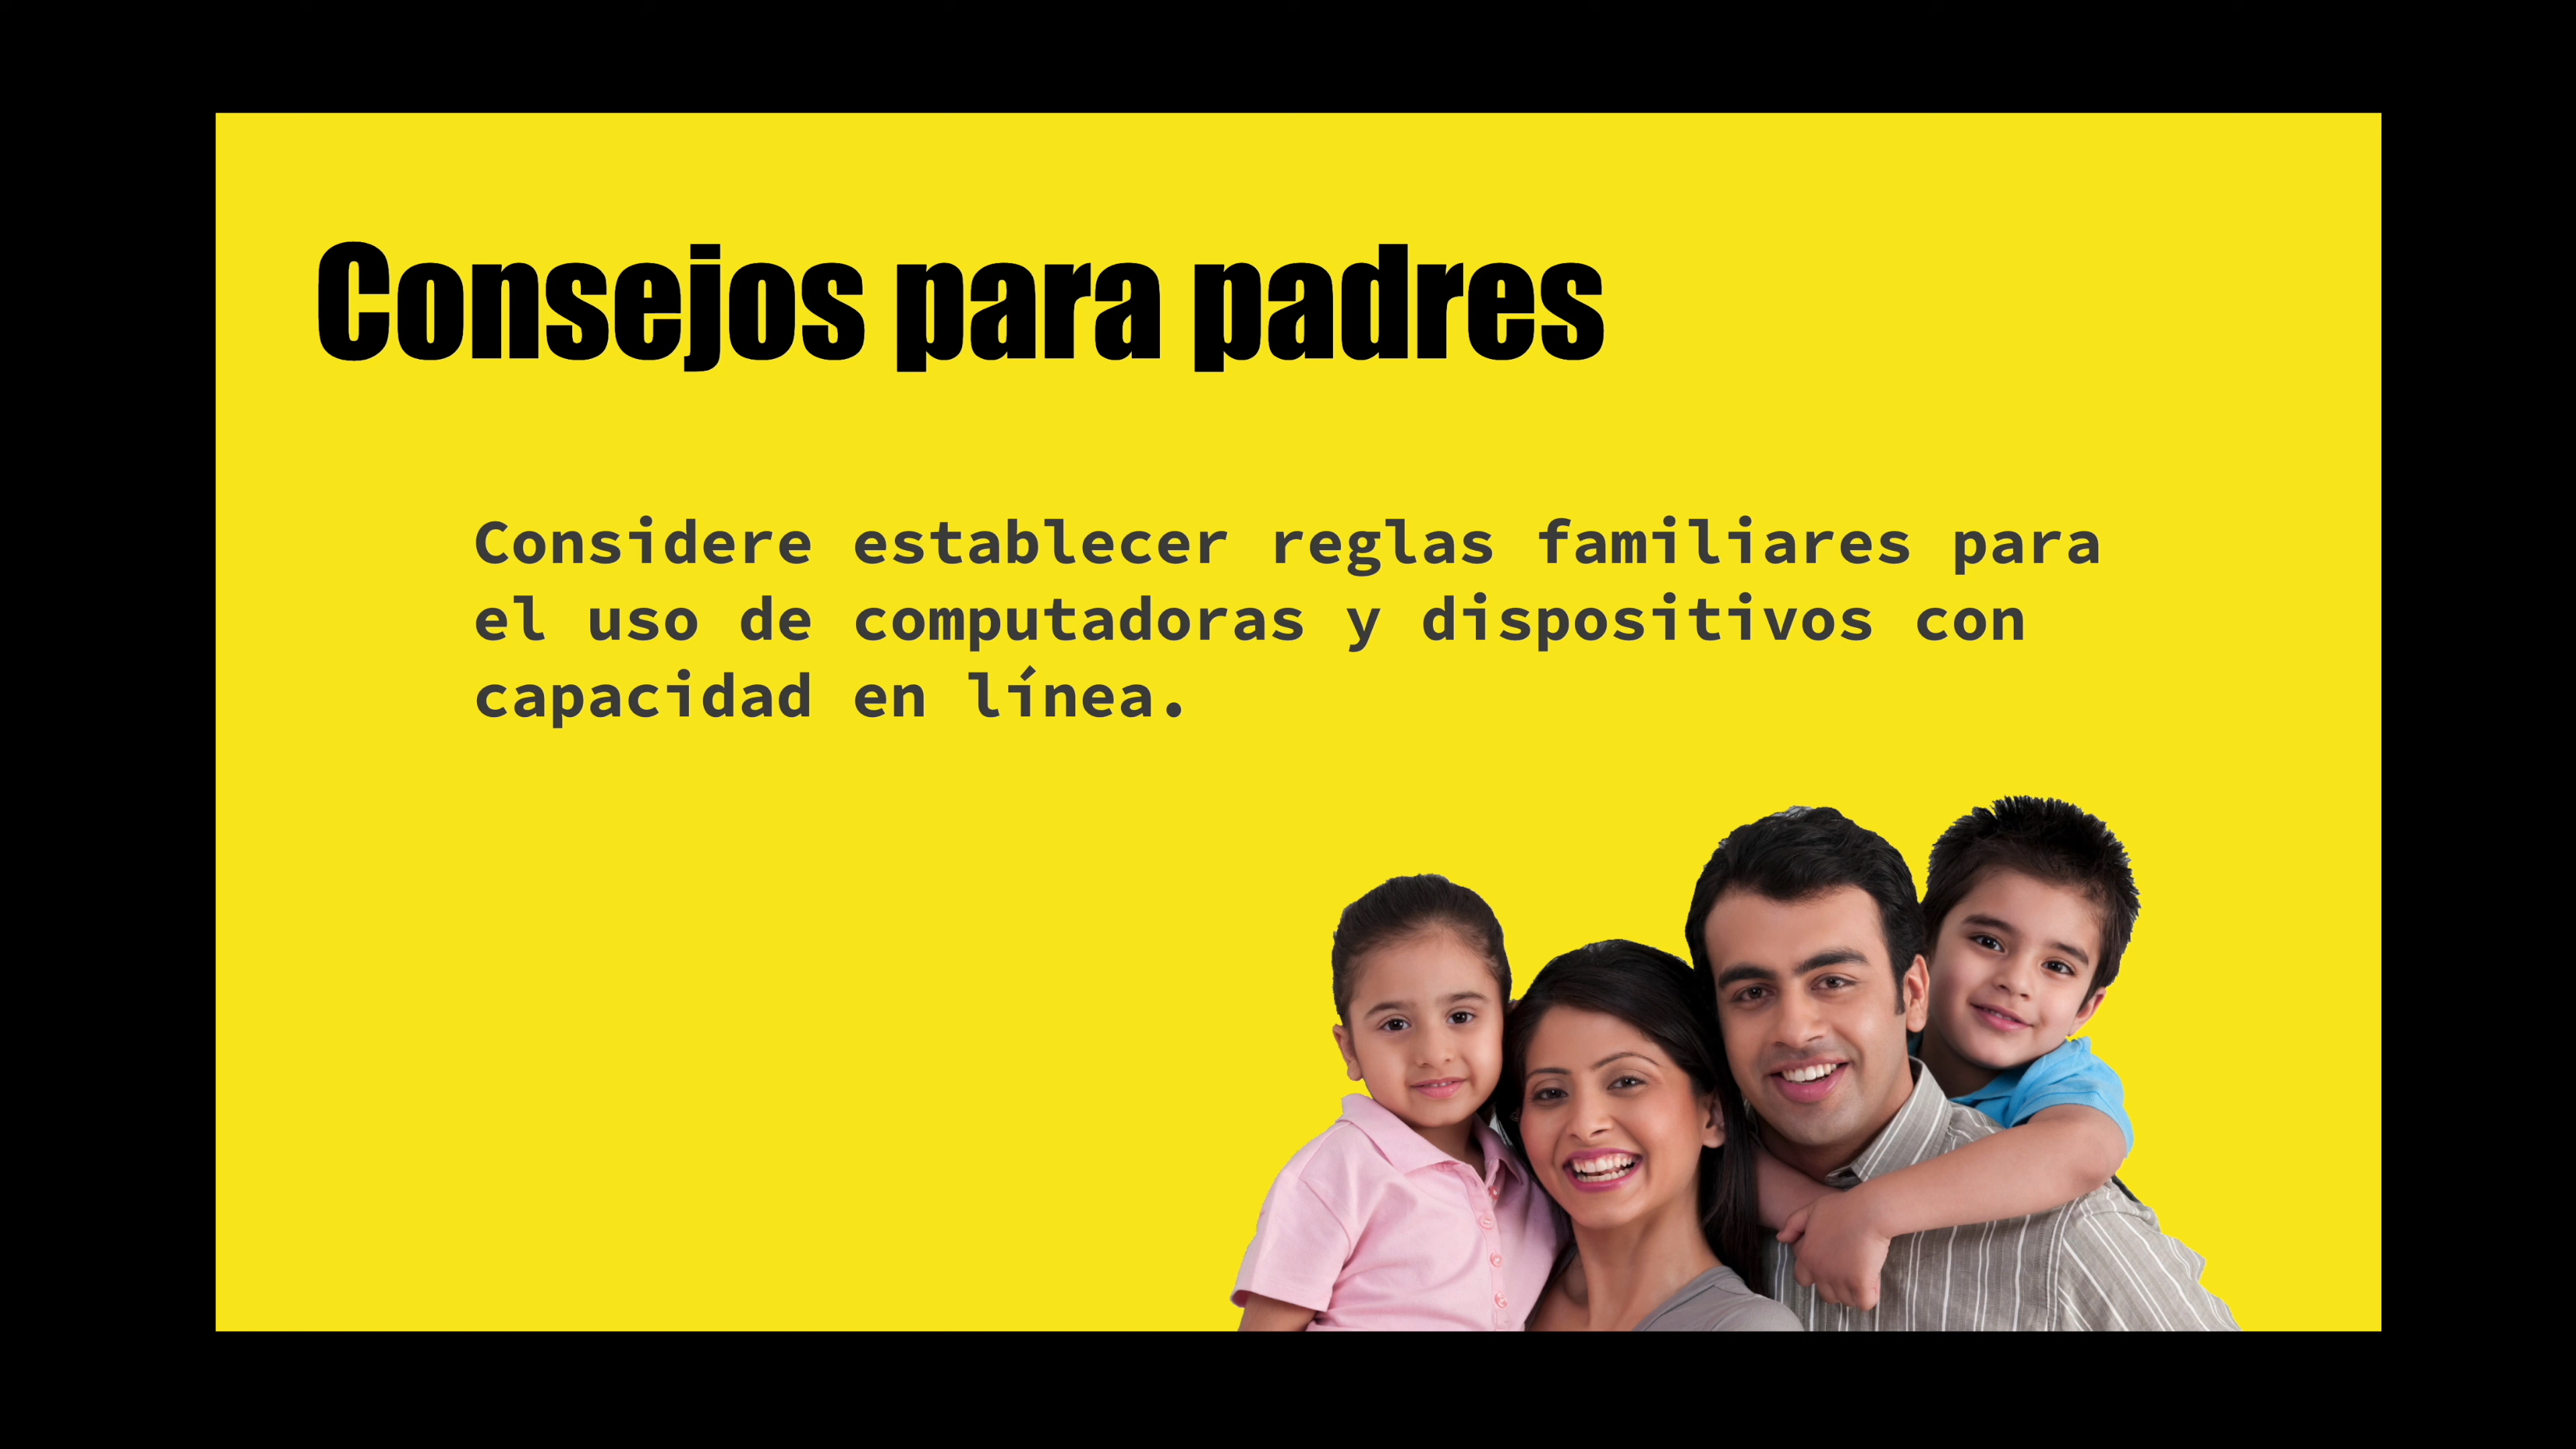 Consejos para padres
Considere establecer reglas familiares para
el uso de computadoras y dispositivos con
capacidad en línea.